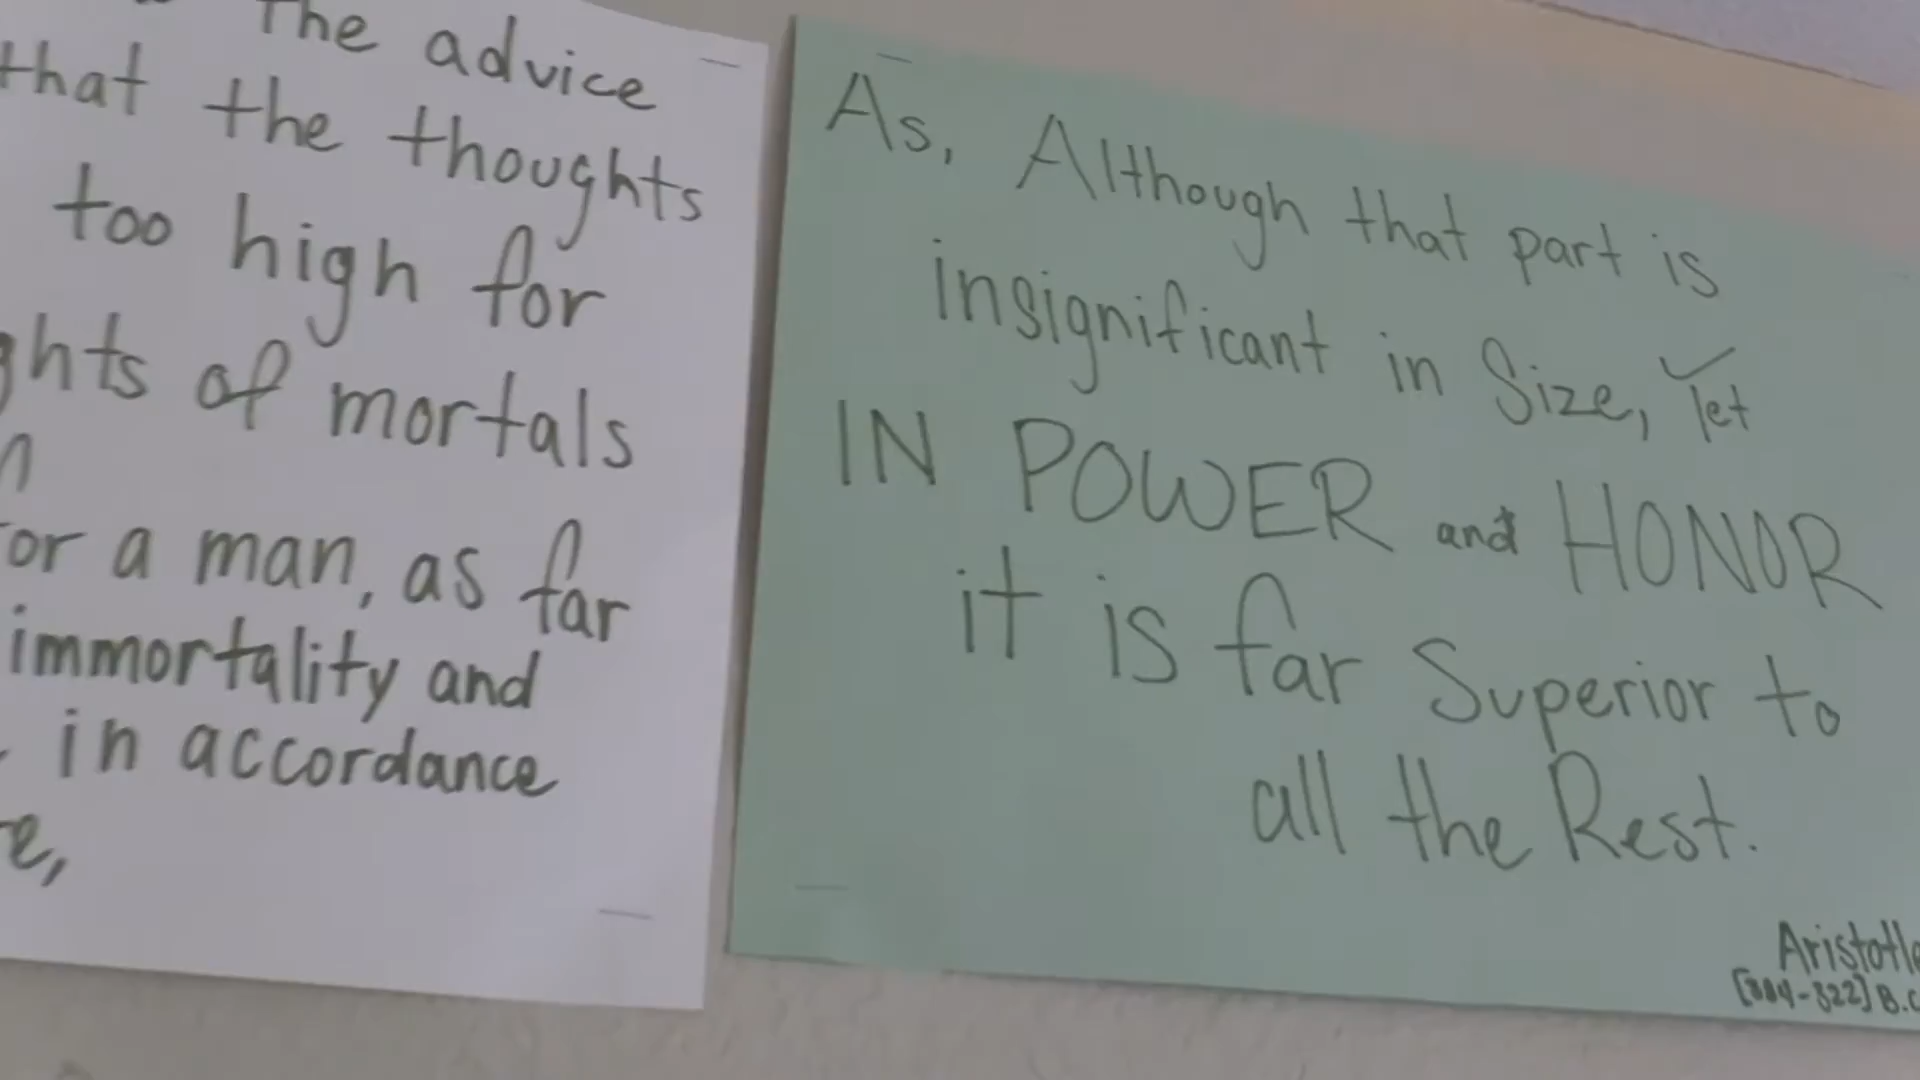 The advice
that the thoughts
too high for
ghts of mortals
or a man, as far
immortality and
in accordance
e,
As, Although that part is
insignificant in Size, Yet
IN POWER and HONOR
it is far Superior to
all the Rest.
Aristotle
[384-322] B.C